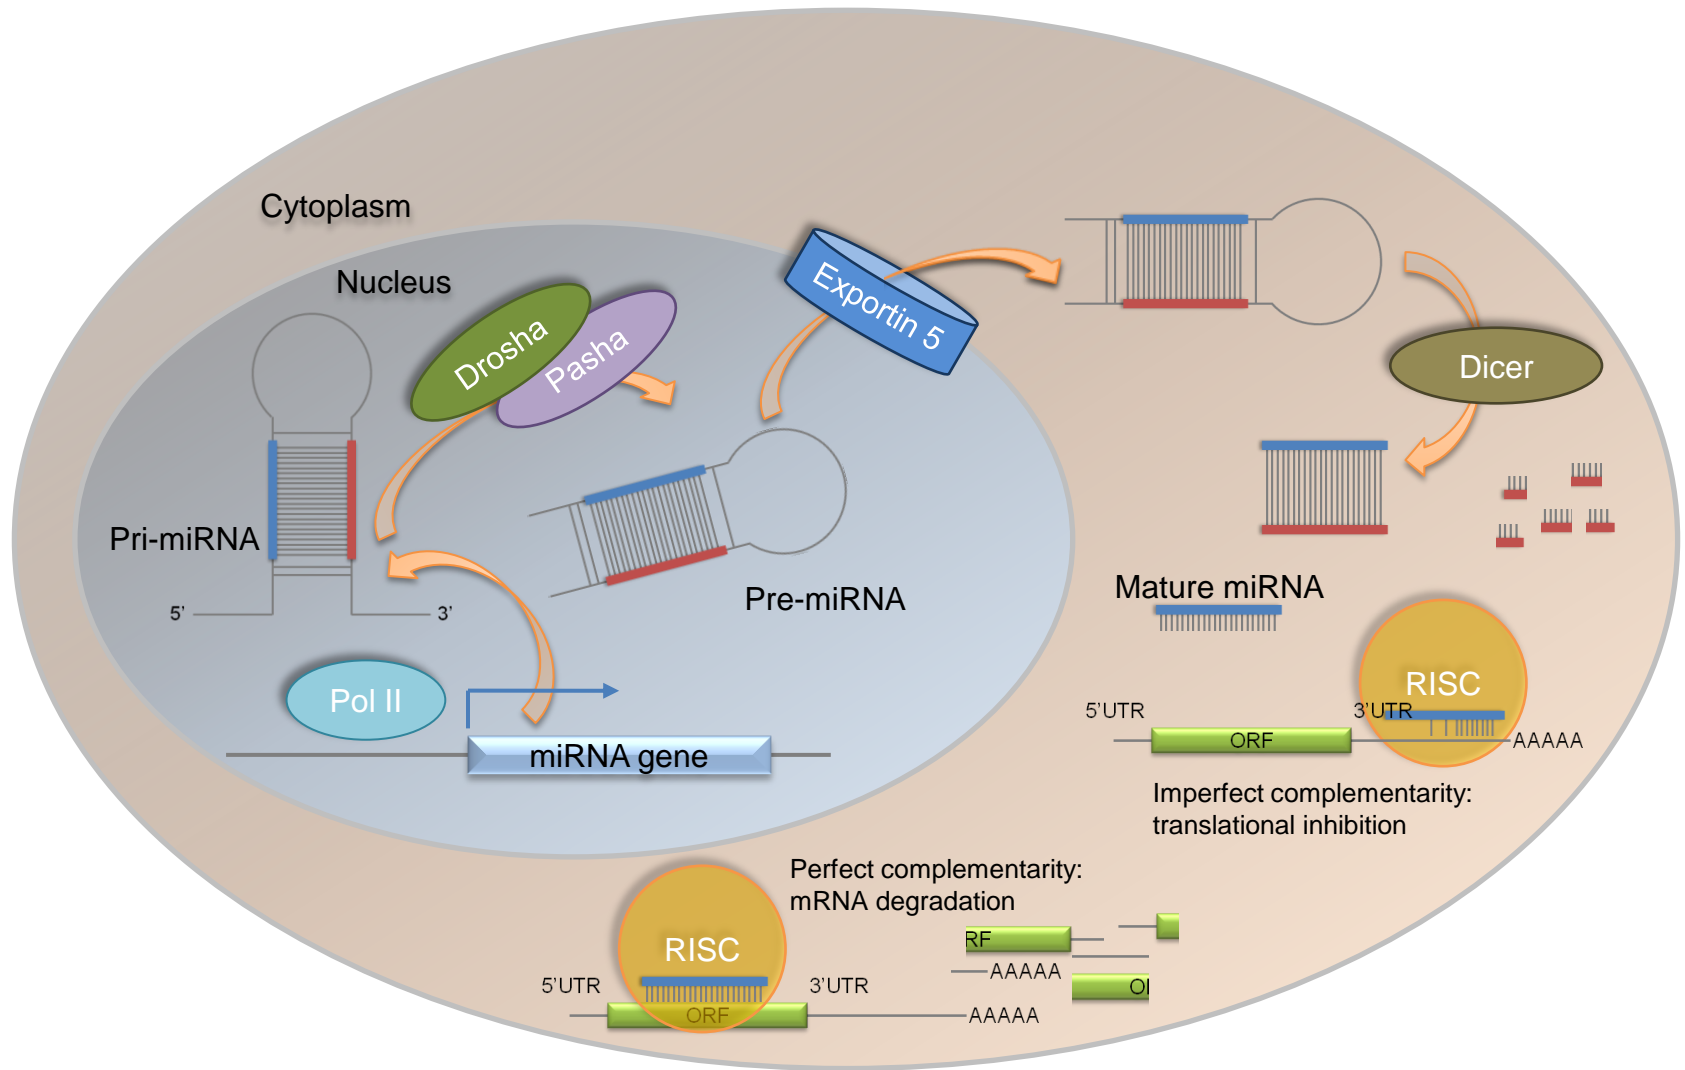 Cytoplasm
Nucleus
Drosha
Pasha
Exportin 5
Dicer
Pri-miRNA
5'
3'
Pre-miRNA
Pol II
miRNA gene
Mature miRNA
RISC
5'UTR
3'UTR
ORF
AAAAA
Imperfect complementarity:
translational inhibition
Perfect complementarity:
mRNA degradation
RISC
5'UTR
3'UTR
ORF
AAAAA
RF
AAAAA
OI